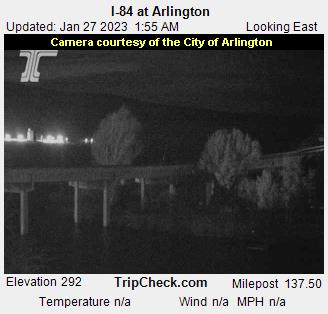 I-84 at Arlington
Updated: Jan 27 2023 1:55 AM Looking East
Camera courtesy of the City of Arlington
Elevation 292 TripCheck.com Milepost 137.50
Temperature n/a Wind n/a MPH n/a